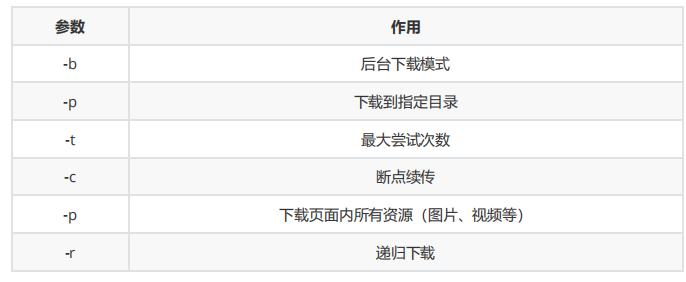 参数 作用
-b 后台下载模式
-p 下载到指定目录
-t 最大尝试次数
-c 断点续传
-p 下载页面内所有资源（图片、视频等）
-r 递归下载